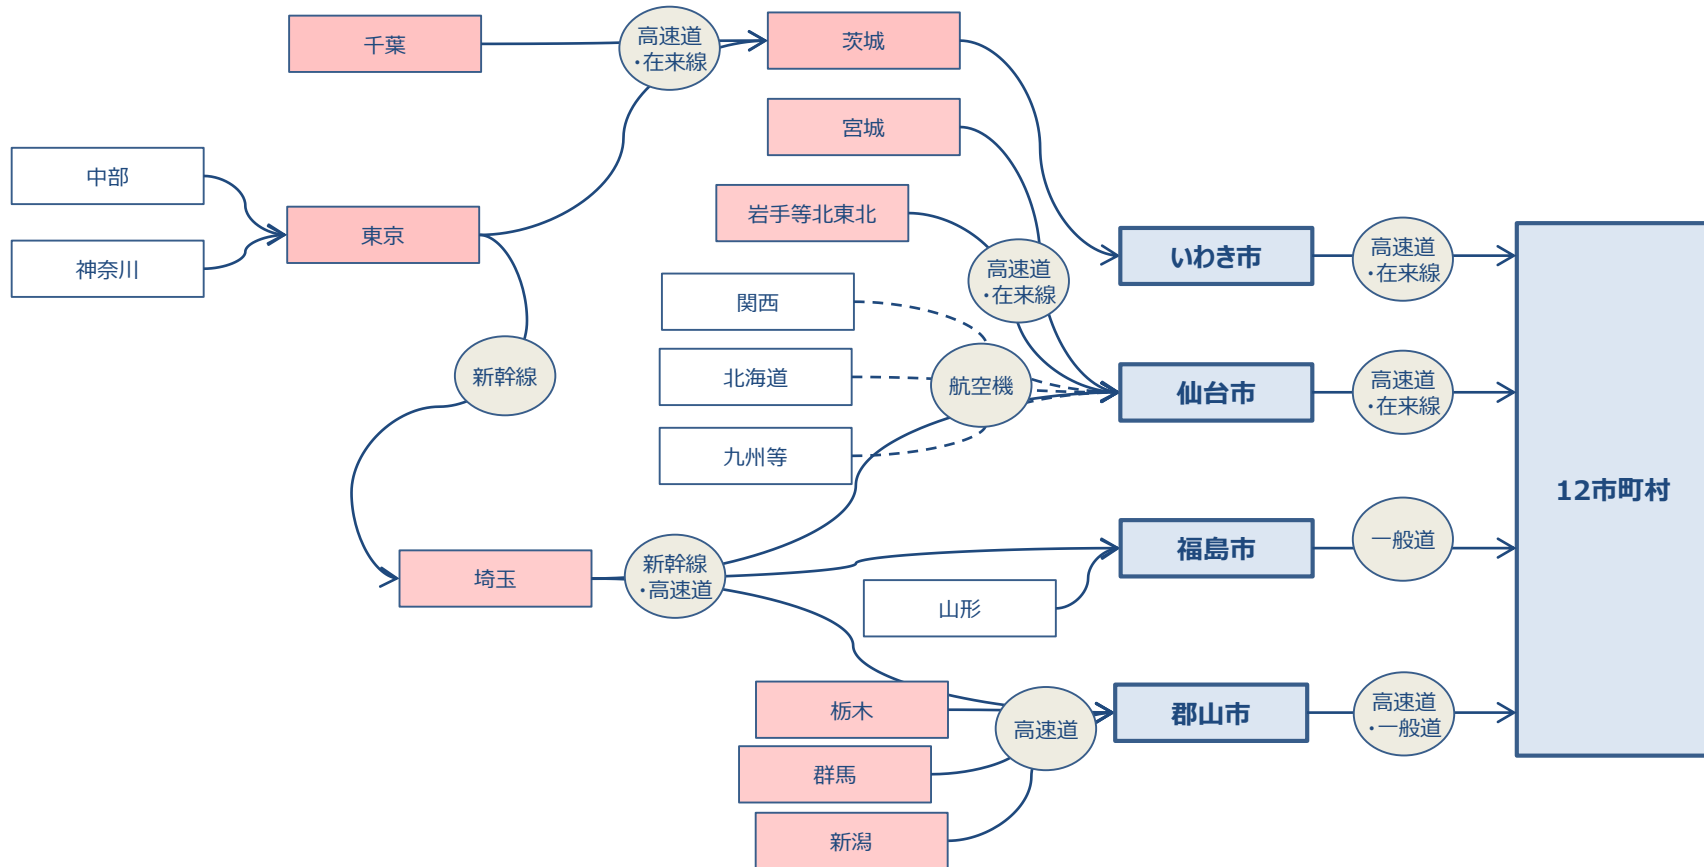 千葉
高速道
・在来線
茨城
宮城
中部
岩手等北東北
東京
神奈川
高速道
・在来線
関西
いわき市
高速道
・在来線
新幹線
北海道
航空機
仙台市
高速道
・在来線
九州等
12市町村
埼玉
新幹線
・高速道
福島市
一般道
山形
栃木
高速道
郡山市
高速道
・一般道
群馬
新潟